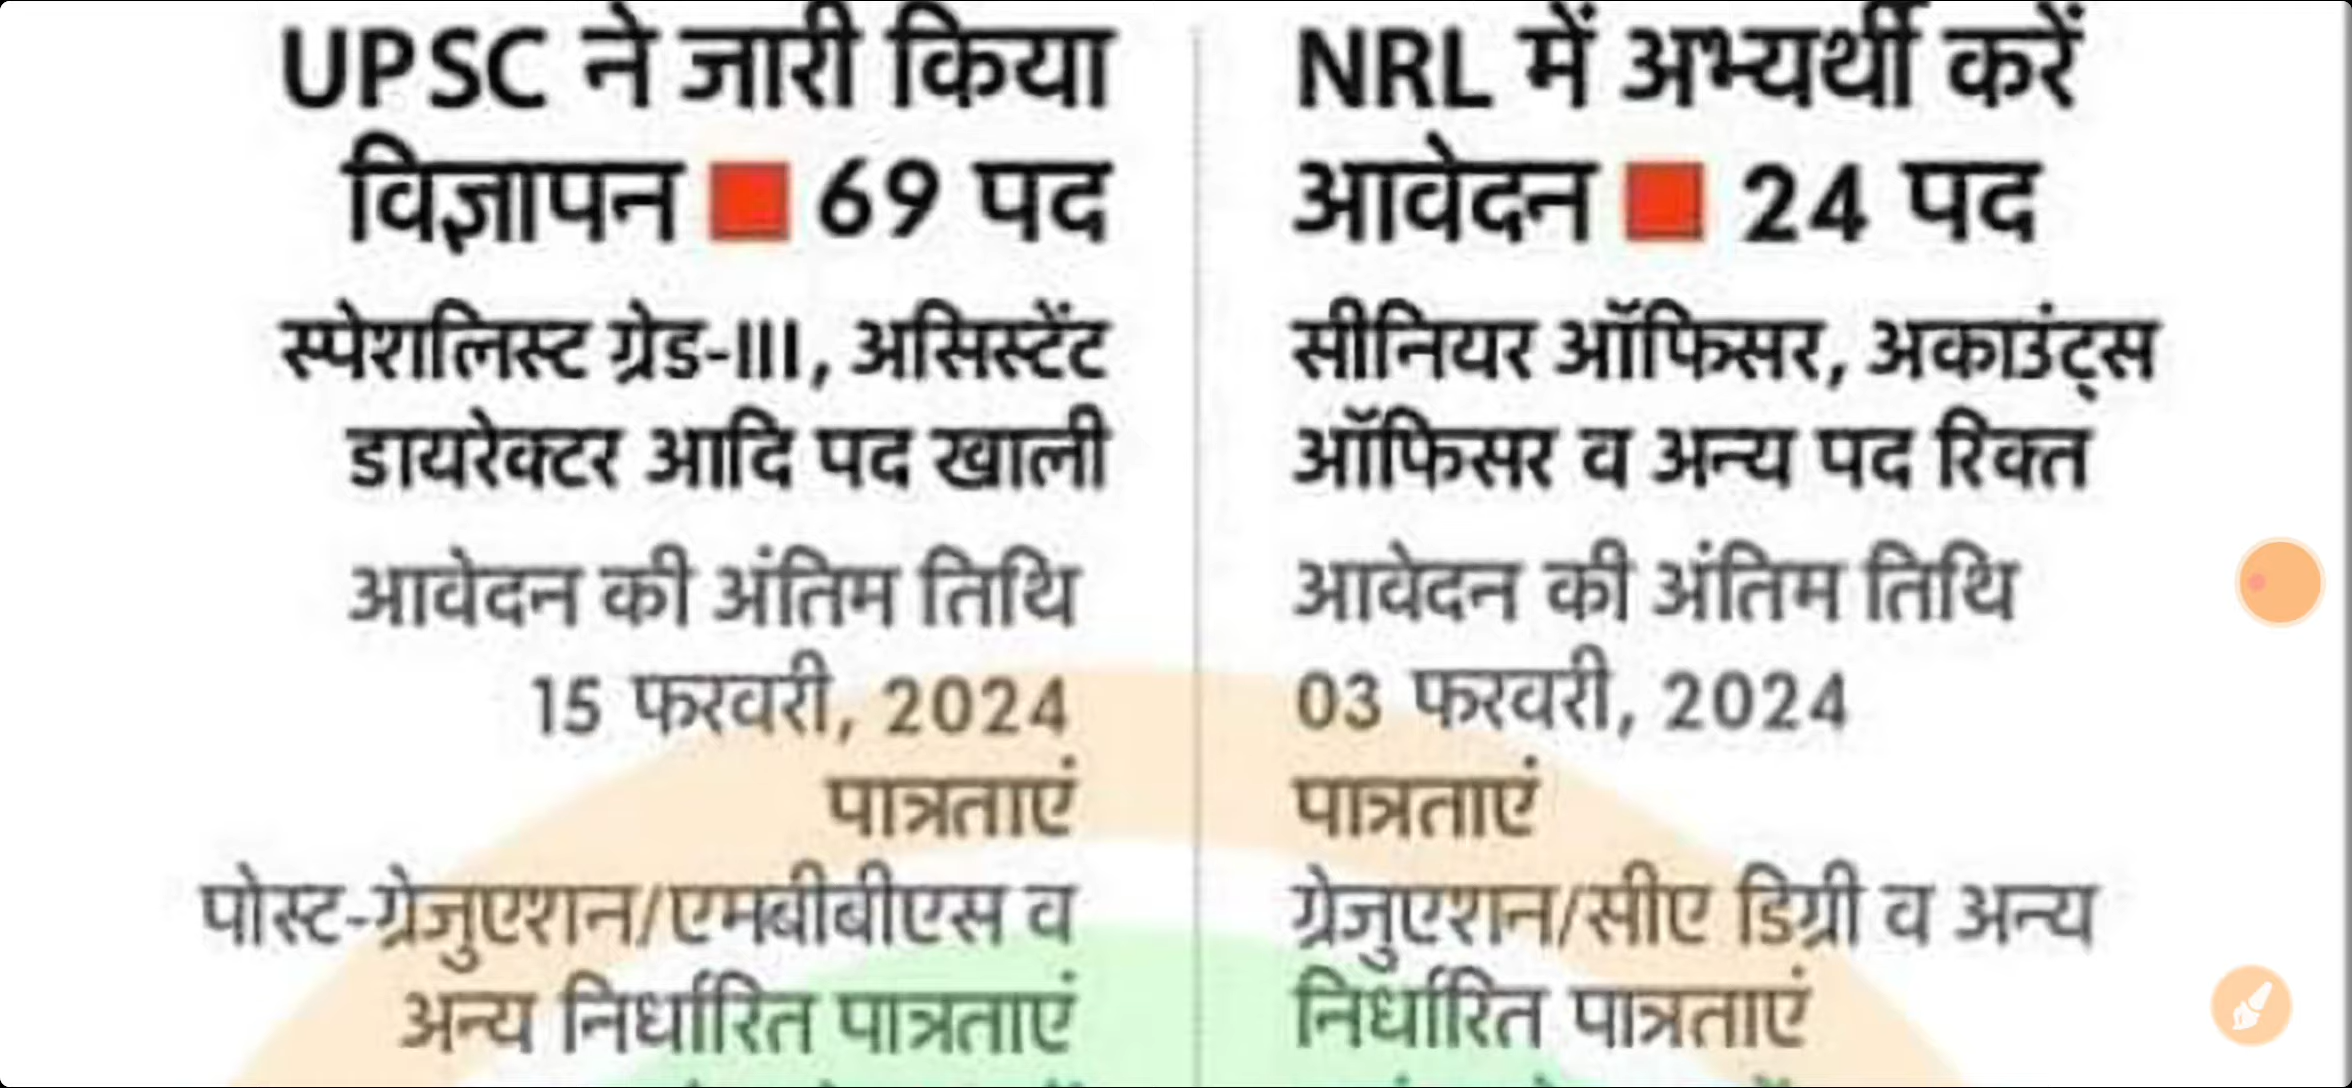 UPSC ने जारी किया
विज्ञापन ■ 69 पद
स्पेशलिस्ट ग्रेड-III, असिस्टेंट
डायरेक्टर आदि पद खाली
आवेदन की अंतिम तिथि
15 फरवरी, 2024
पात्रताएं
पोस्ट-ग्रेजुएशन/एमबीबीएस व
अन्य निर्धारित पात्रताएं
NRL में अभ्यर्थी करें
आवेदन ■ 24 पद
सीनियर ऑफिसर, अकाउंट्स
ऑफिसर व अन्य पद रिक्त
आवेदन की अंतिम तिथि
03 फरवरी, 2024
पात्रताएं
ग्रेजुएशन/सीए डिग्री व अन्य
निर्धारित पात्रताएं